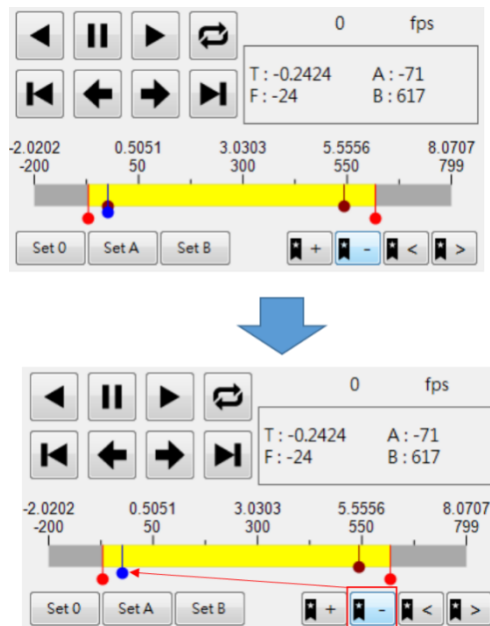 0 fps
T : -0.2424 A : -71
F : -24 B : 617
-2.0202 0.5051 3.0303 5.5556 8.0707
-200 50 300 550 799
Set 0 Set A Set B + - < >
0 fps
T : -0.2424 A : -71
F : -24 B : 617
-2.0202 0.5051 3.0303 5.5556 8.0707
-200 50 300 550 799
Set 0 Set A Set B + - < >